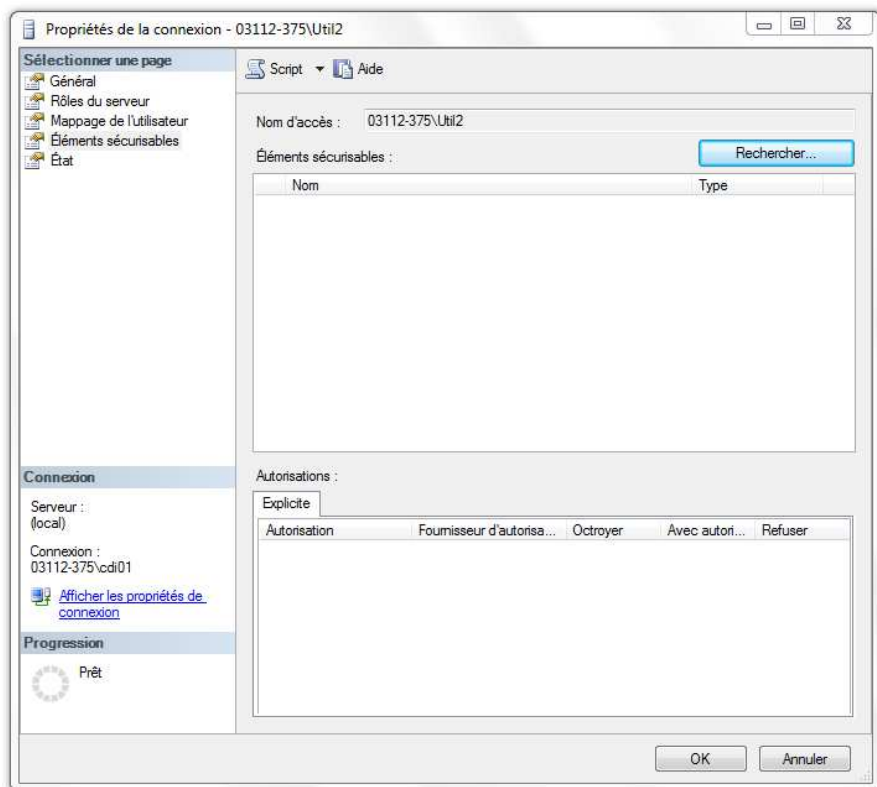 Propriétés de la connexion - 03112-375\Util2
Sélectionner une page
Général
Rôles du serveur
Mappage de l'utilisateur
Éléments sécurisables
État
Script
Aide
Nom d'accès : 03112-375\Util2
Éléments sécurisables :
Rechercher...
Nom Type
Connexion
Serveur :
(local)
Connexion :
03112-375\cdi01
Afficher les propriétés de
connexion
Progression
Prêt
Autorisations :
Explicite
Autorisation Fournisseur d'autorisa... Octroyer Avec autori... Refuser
OK Annuler